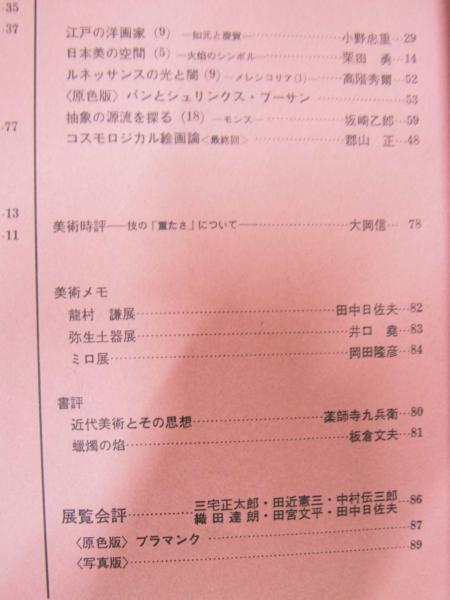 ·35
·37
·77
·13
·11
江戸の洋画家 (9) —如元と慶賀— 小野忠重…29
日本美の空間 (5) —火焰のシンボル— 栗田 勇…14
ルネッサンスの光と闇 (9) —メレンコリア(1)— 高階秀爾…52
〈原色版〉パンとシュリンクス・プーサン…53
抽象の源流を探る (18) —モンス— 坂崎乙郎…59
コスモロジカル絵画論〈最終回〉 郡山 正…48
美術時評——技の「重たさ」について—— 大岡信… 78
美術メモ
龍村 謙展…田中日佐夫…82
弥生土器展…井口 堯…83
ミロ展…岡田隆彦…84
書評
近代美術とその思想…薬師寺九兵衛…80
蠟燭の焰…板倉文夫…81
展覧会評…三宅正太郎・田近憲三・中村伝三郎
織田達朗・田宮文平・田中日佐夫…86
〈原色版〉ブラマンク…87
〈写真版〉…89